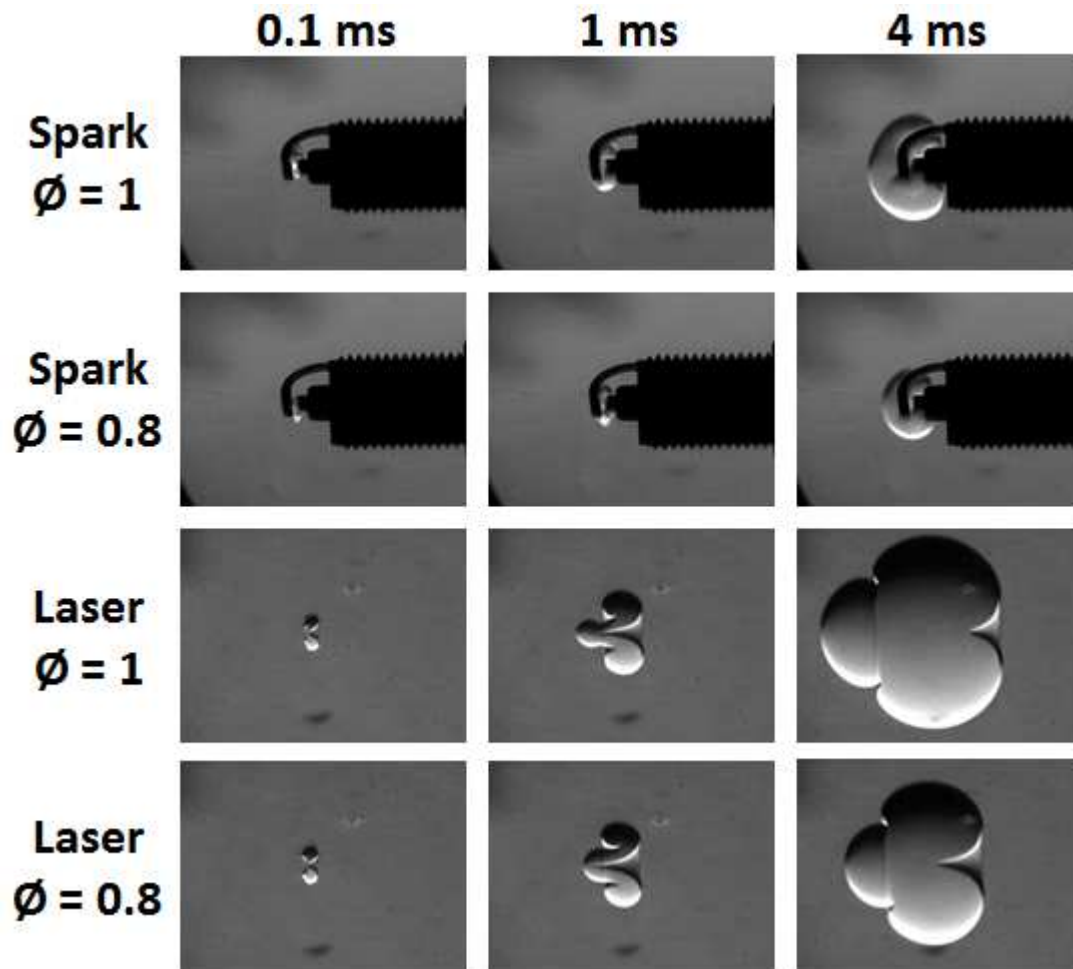 0.1 ms 1 ms 4 ms
Spark
Ø = 1
Spark
Ø = 0.8
Laser
Ø = 1
Laser
Ø = 0.8